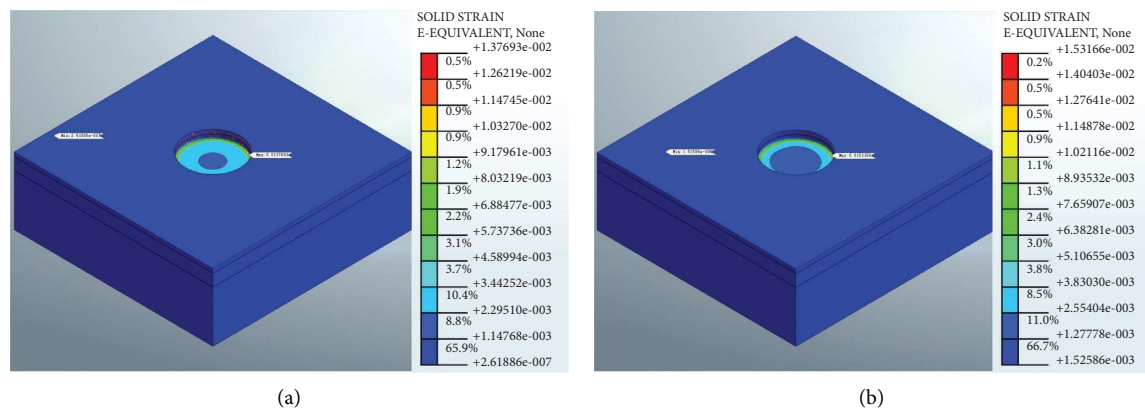 SOLID STRAIN
E-EQUIVALENT, None
+1.37693e-002
0.5%
+1.26219e-002
0.5%
+1.14745e-002
0.9%
+1.03270e-002
0.9%
+9.17961e-003
1.2%
+8.03219e-003
1.9%
+6.88477e-003
2.2%
+5.73736e-003
3.1%
+4.58994e-003
3.7%
+3.44252e-003
10.4%
+2.29510e-003
8.8%
+1.14768e-003
65.9%
+2.61886e-007
(a)
SOLID STRAIN
E-EQUIVALENT, None
+1.53166e-002
0.2%
+1.40403e-002
0.5%
+1.27641e-002
0.5%
+1.14878e-002
0.9%
+1.02116e-002
1.1%
+8.93532e-003
1.3%
+7.65907e-003
2.4%
+6.38281e-003
3.0%
+5.10655e-003
3.8%
+3.83030e-003
8.5%
+2.55404e-003
11.0%
+1.27778e-003
66.7%
+1.52586e-003
(b)